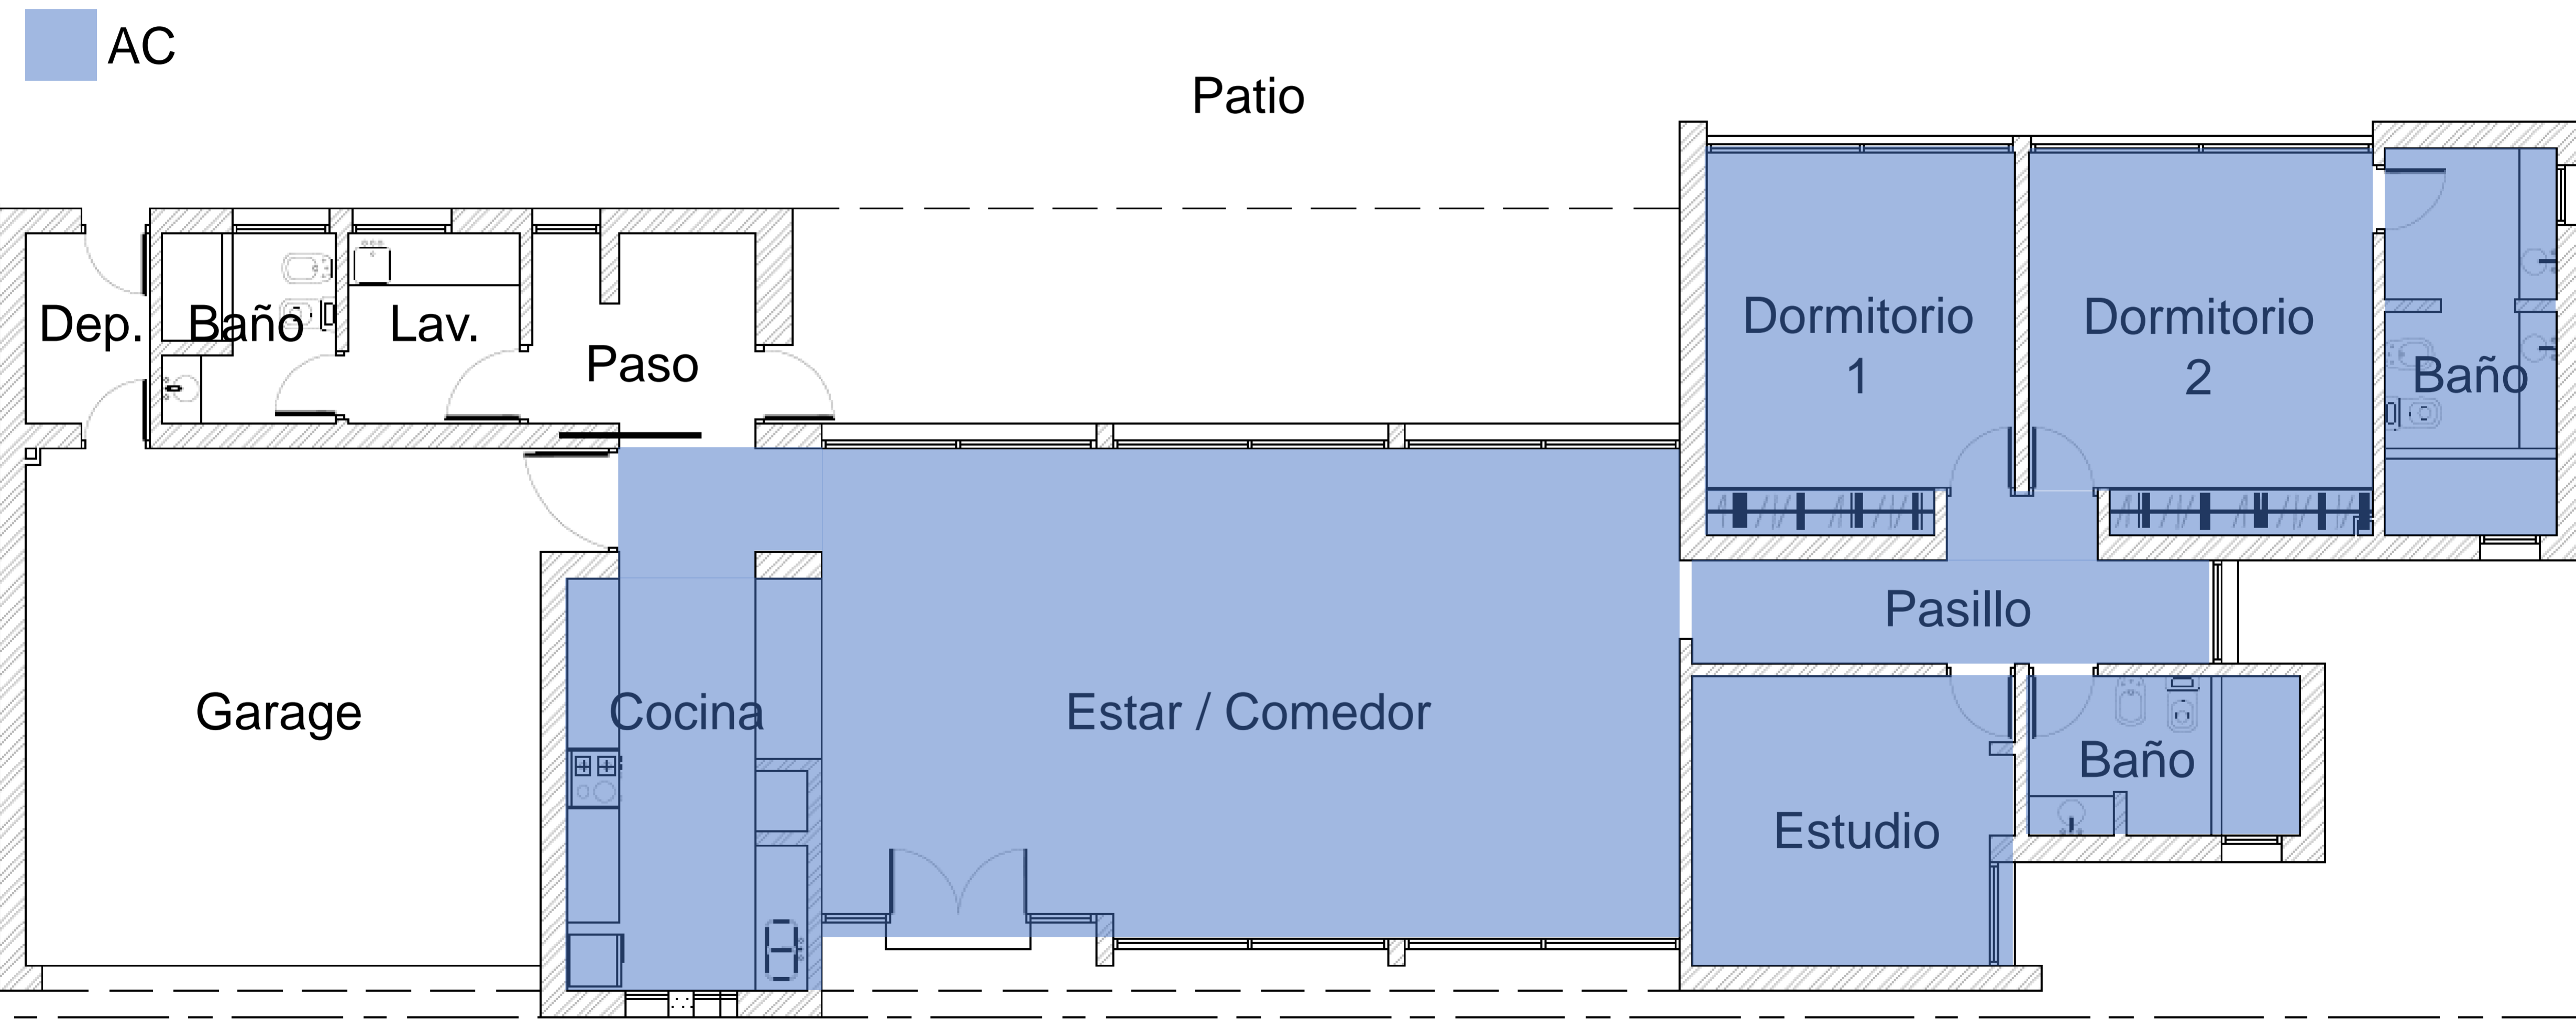 AC
Patio
Dep.
Baño
Lav.
Paso
Dormitorio
1
Dormitorio
2
Baño
Garage
Cocina
Estar / Comedor
Pasillo
Estudio
Baño